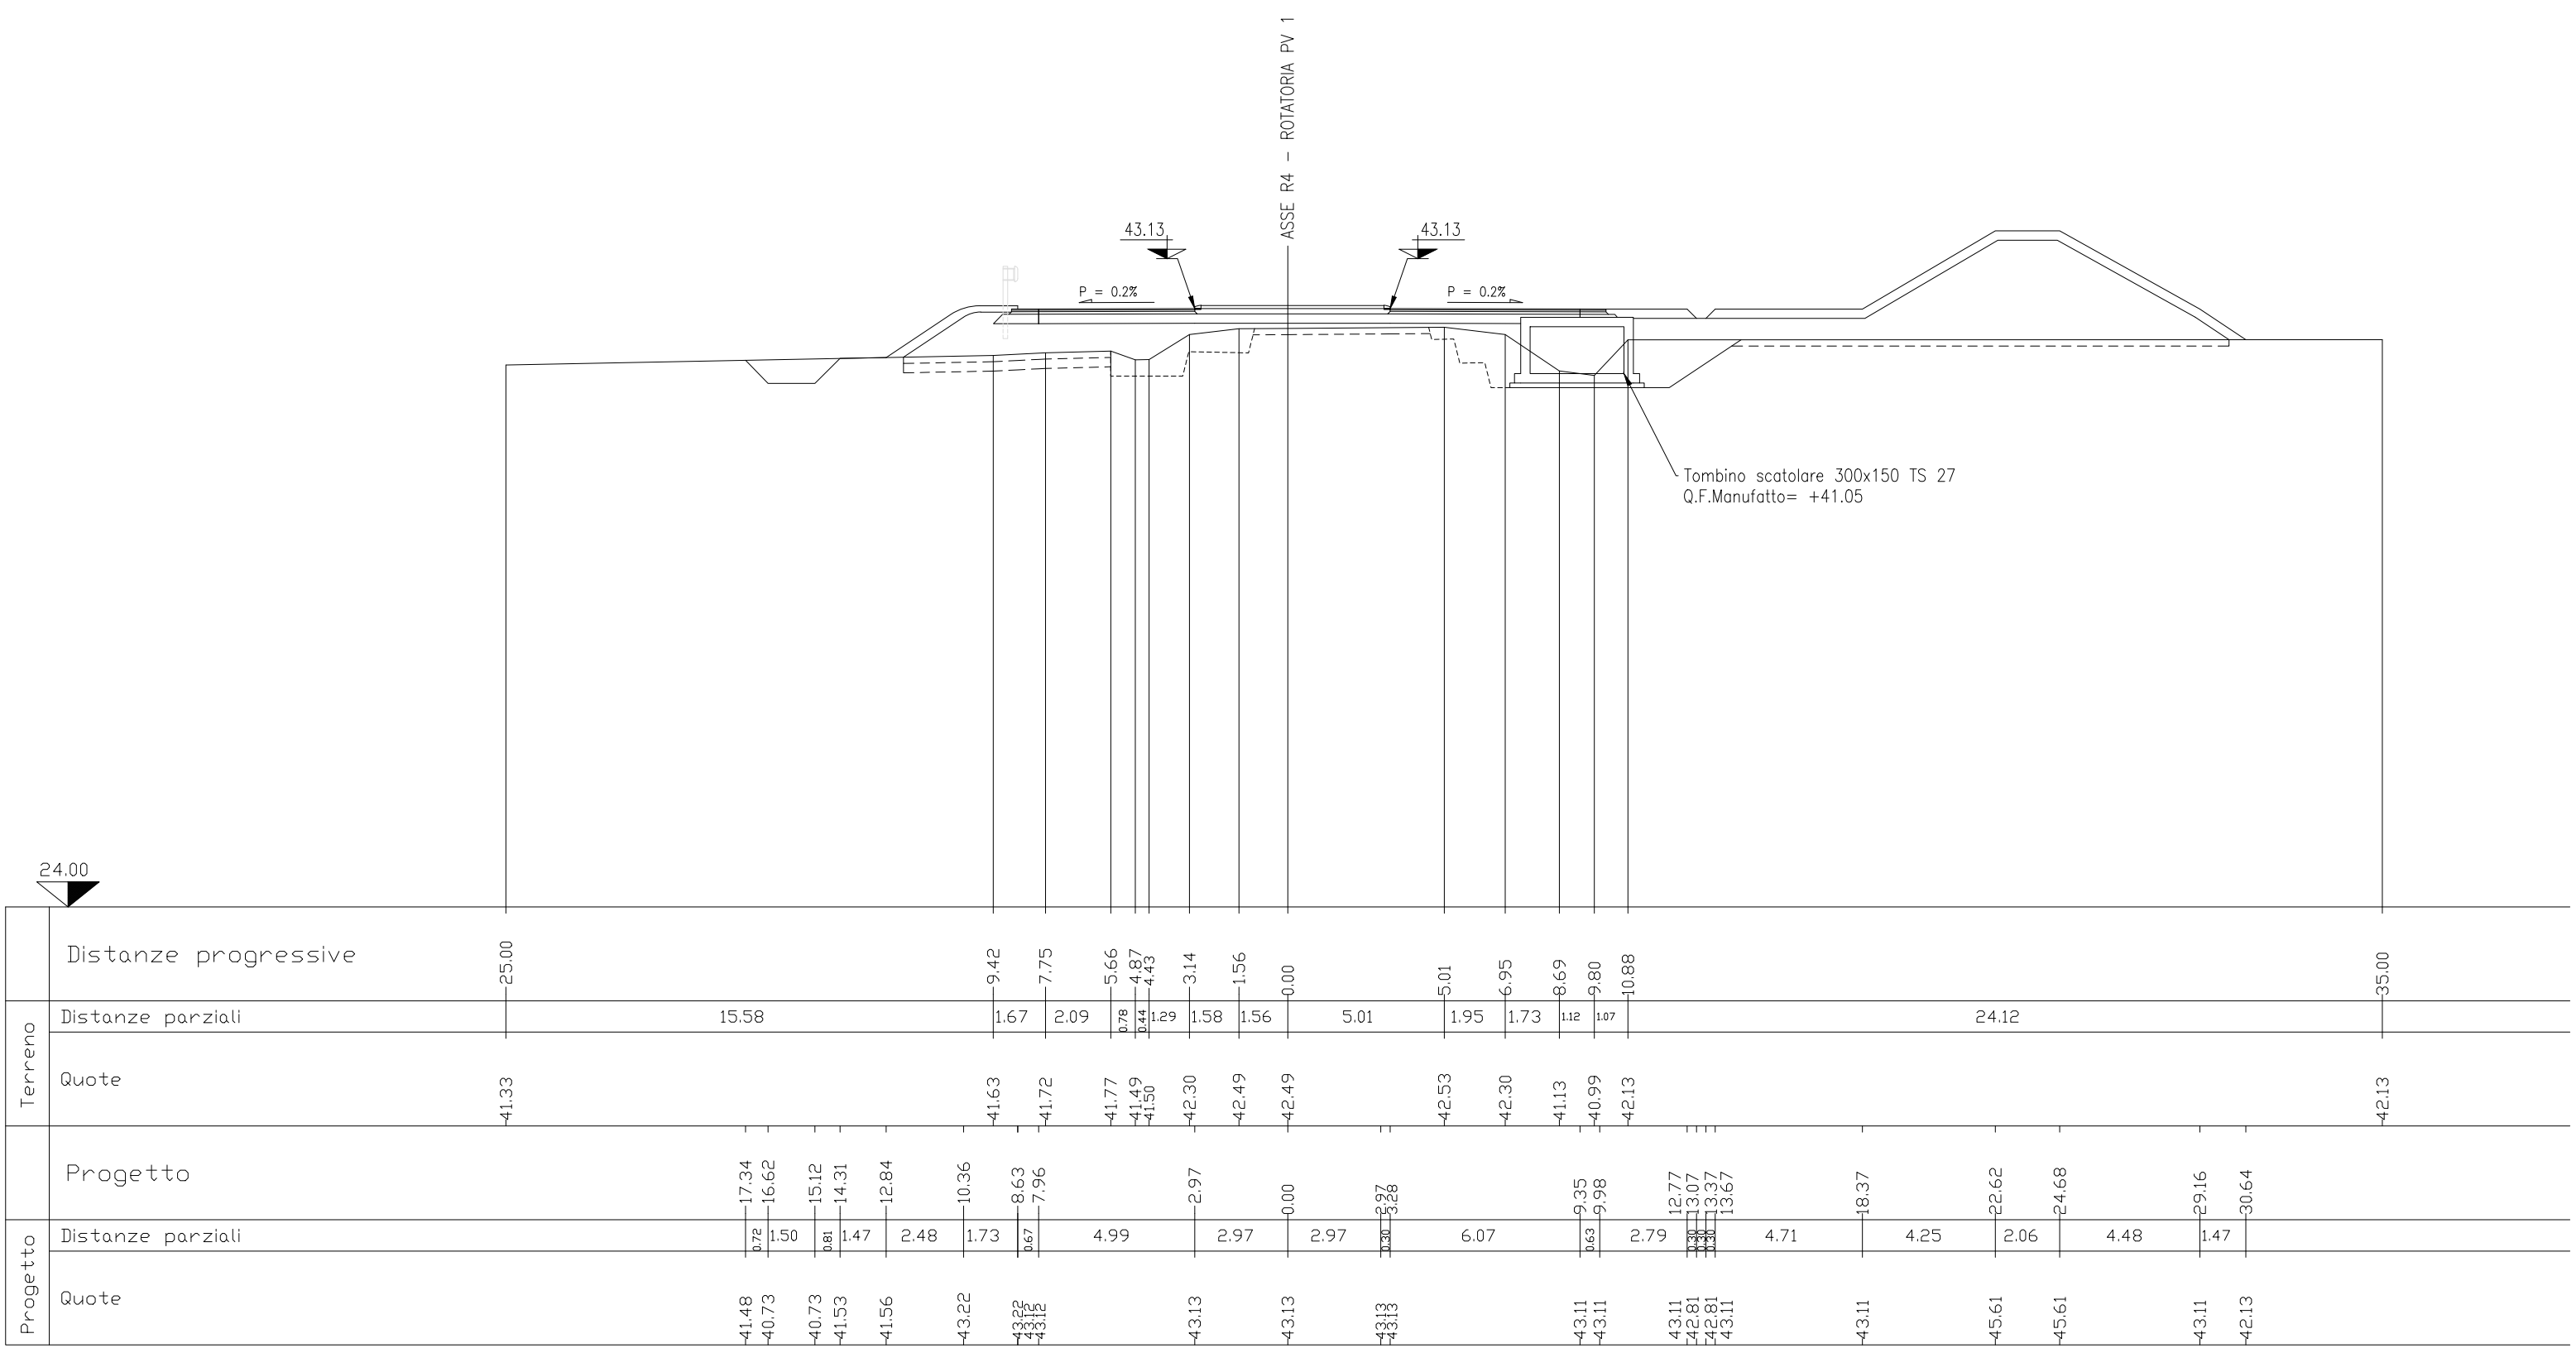 ASSE R4 - ROTATORIA PV 1
43.13
43.13
P = 0.2%
P = 0.2%
Tombino scatolare 300x150 TS 27
Q.F.Manufatto= +41.05
24.00
Terreno
Distanze progressive
25.00 9.42 7.75 5.66 4.87 4.43 3.14 1.56 0.00 5.01 6.95 8.69 9.80 10.88 35.00
Distanze parziali
15.58 1.67 2.09 0.78 0.44 1.29 1.58 1.56 5.01 1.95 1.73 1.12 1.07 24.12
Quote
41.33 41.63 41.72 41.77 41.49 41.50 42.30 42.49 42.49 42.53 42.30 41.13 40.99 42.13 42.13
Progetto
Progetto
17.34 16.62 15.12 14.31 12.84 10.36 8.63 7.96 2.97 0.00 2.97 3.28 9.35 9.98 12.77 13.07 13.37 13.67 18.37 22.62 24.68 29.16 30.64
Distanze parziali
0.72 1.50 0.81 1.47 2.48 1.73 0.67 4.99 2.97 2.97 0.30 6.07 0.63 2.79 0.30 0.30 0.30 4.71 4.25 2.06 4.48 1.47
Quote
41.48 40.73 40.73 41.53 41.56 43.22 43.22 43.12 43.12 43.13 43.13 43.13 43.13 43.11 43.11 43.11 42.81 42.81 43.11 43.11 45.61 45.61 43.11 42.13